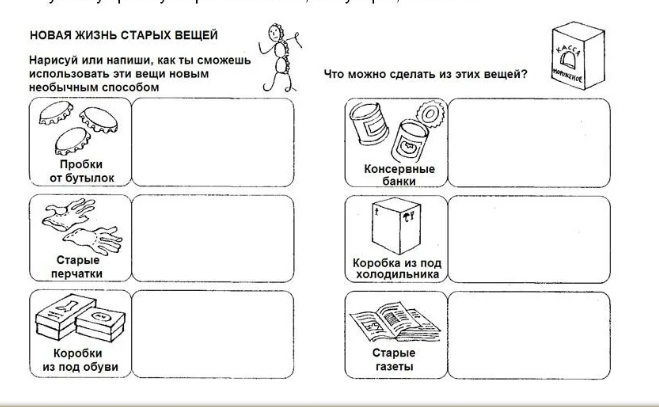 НОВАЯ ЖИЗНЬ СТАРЫХ ВЕЩЕЙ
Нарисуй или напиши, как ты сможешь
использовать эти вещи новым
необычным способом
Пробки
от бутылок
Старые
перчатки
Коробки
из под обуви
Что можно сделать из этих вещей?
КАССА
МОРОЖЕНОЕ
Консервные
банки
Коробка из под
холодильника
Старые
газеты